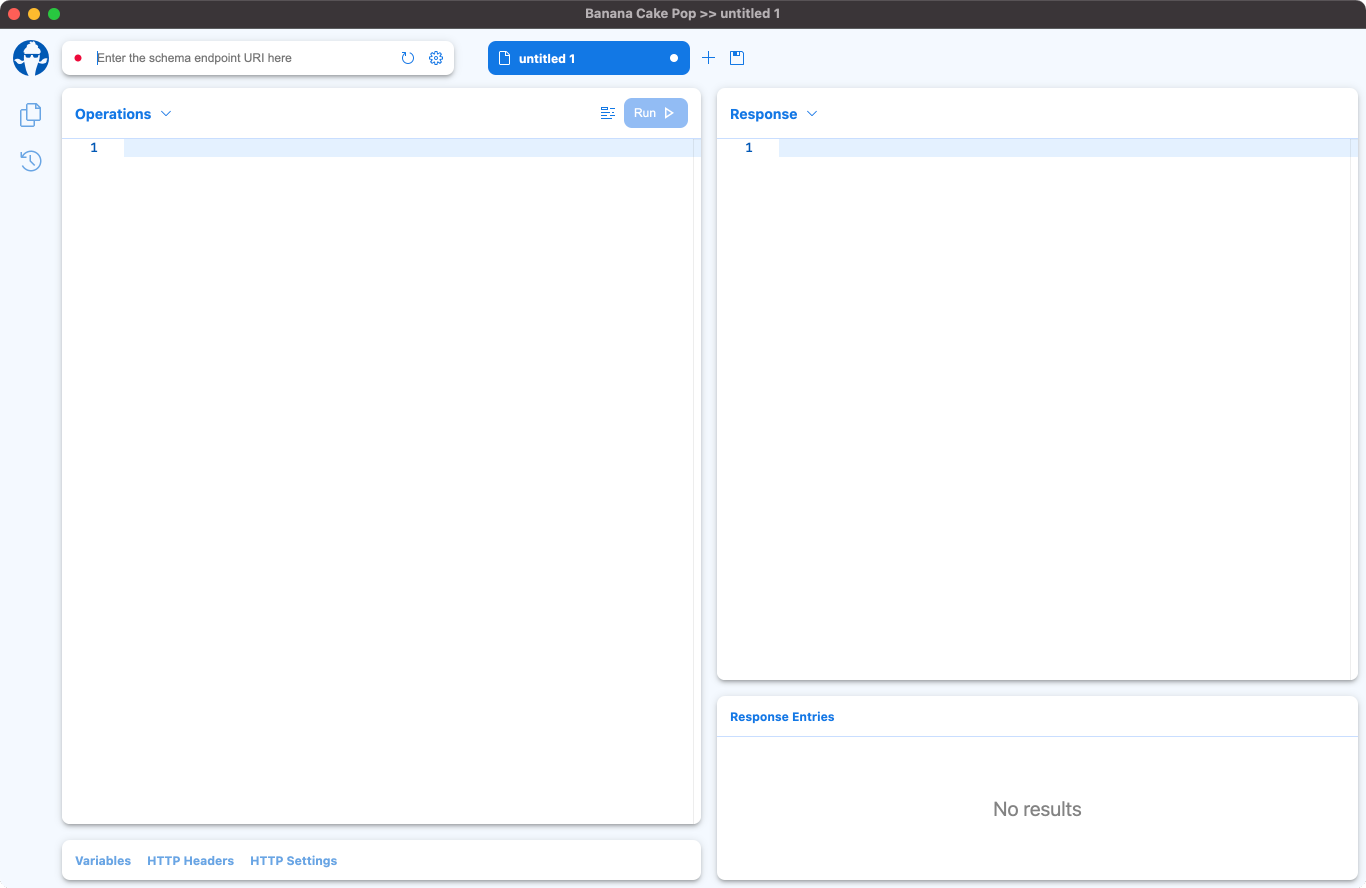 Banana Cake Pop >> untitled 1
Enter the schema endpoint URI here
untitled 1
Operations
Run
Response
1
1
Response Entries
No results
Variables HTTP Headers HTTP Settings